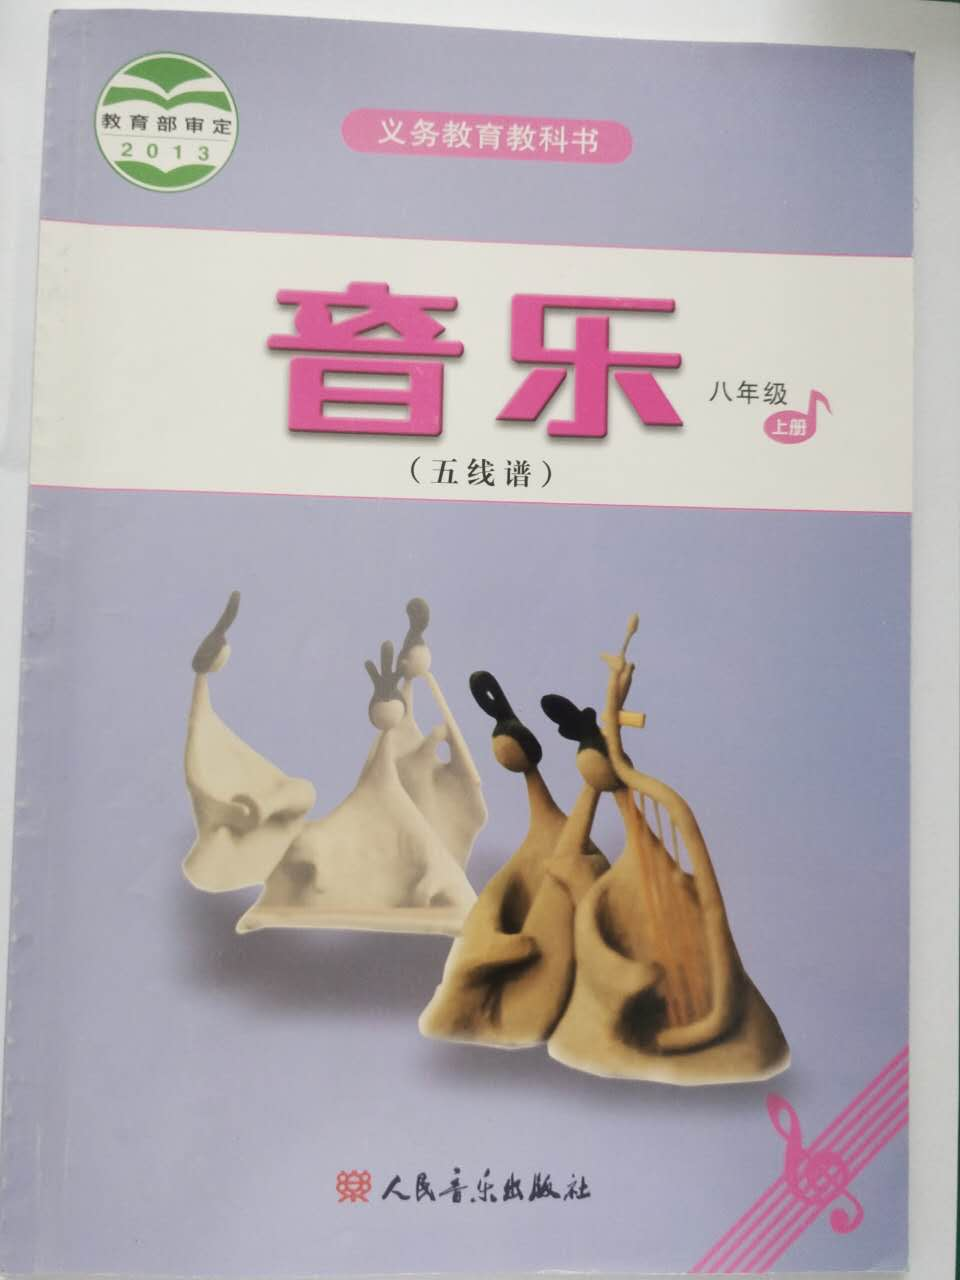 教育部审定
2013
义务教育教科书
音乐
八年级
上册
（五线谱）
人民音乐出版社